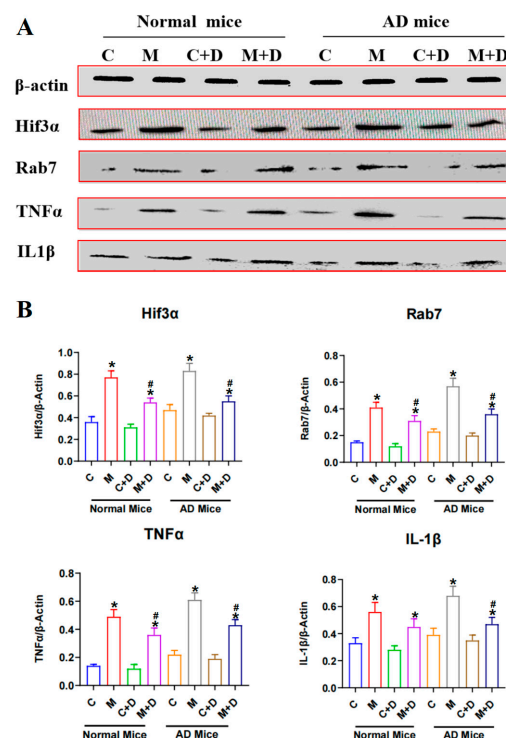 A
Normal mice AD mice
C M C+D M+D C M C+D M+D
β-actin
Hif3α
Rab7
TNFα
IL1β
B
Hif3α
Hif3α/β-Actin
1.0
0.8
0.6
0.4
0.2
0.0
* * # * * #
C M C+D M+D C M C+D M+D
Normal Mice AD Mice
Rab7
Rab7/β-Actin
0.8
0.6
0.4
0.2
0.0
* # * * # *
C M C+D M+D C M C+D M+D
Normal Mice AD Mice
TNFα
TNFα/β-Actin
0.8
0.6
0.4
0.2
0.0
* # * * # *
C M C+D M+D C M C+D M+D
Normal Mice AD Mice
IL-1β
IL-1β/β-Actin
0.8
0.6
0.4
0.2
0.0
* * * # *
C M C+D M+D C M C+D M+D
Normal Mice AD Mice